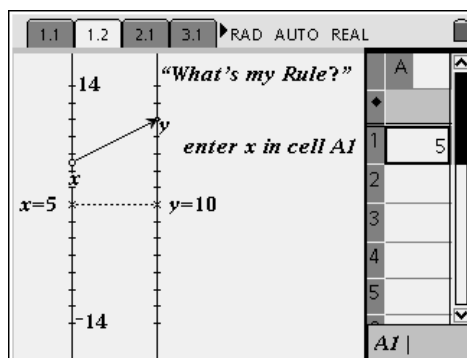 1.1 1.2 2.1 3.1 RAD AUTO REAL
14 "What's my Rule?" A
y
enter x in cell A1 1 5
x
2
x=5 y=10 3
4
5
-14
A1